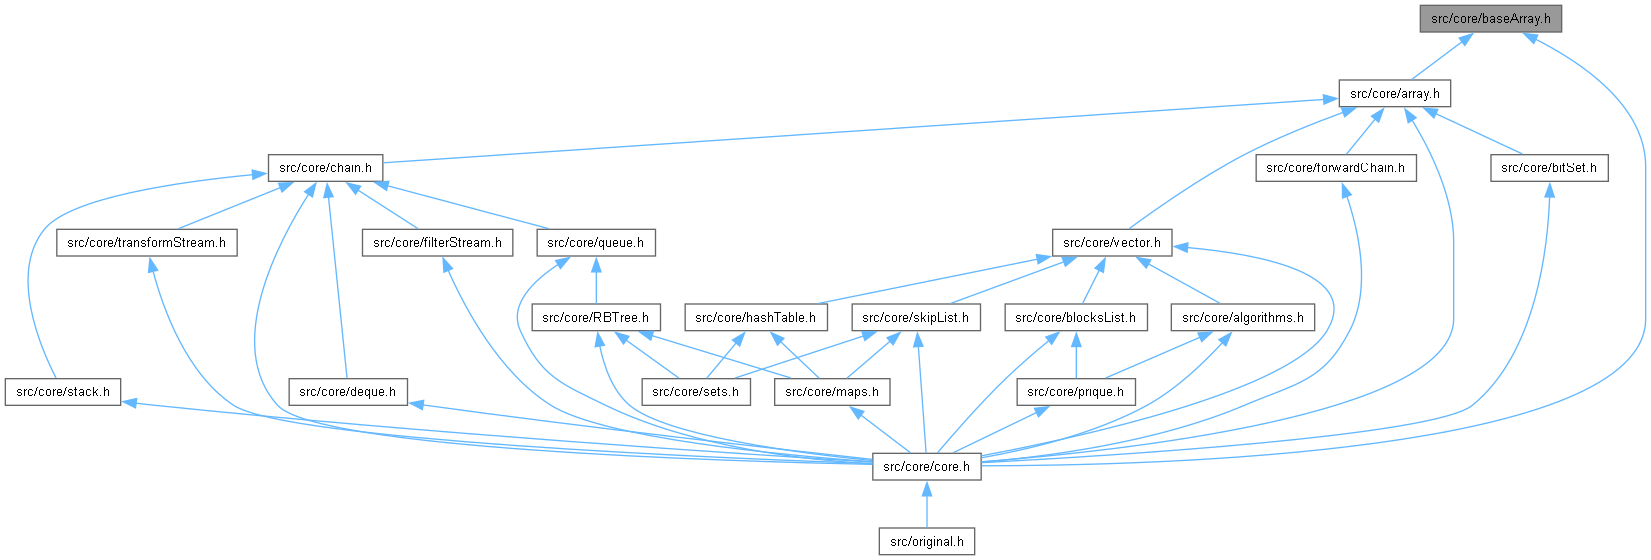 src/core/baseArray.h
src/core/array.h
src/core/chain.h
src/core/forwardChain.h
src/core/bitSet.h
src/core/transformStream.h
src/core/filterStream.h
src/core/queue.h
src/core/vector.h
src/core/RBTree.h
src/core/hashTable.h
src/core/skipList.h
src/core/blocksList.h
src/core/algorithms.h
src/core/stack.h
src/core/deque.h
src/core/sets.h
src/core/maps.h
src/core/prique.h
src/core/core.h
src/original.h